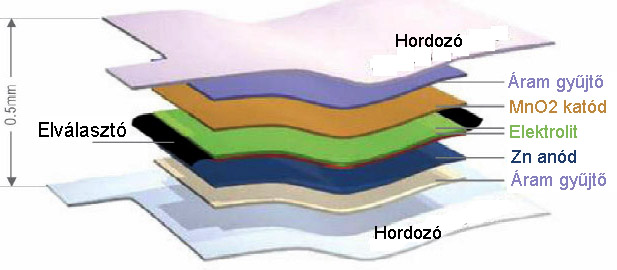 Hordozó
Áram gyűjtő
MnO2 katód
Elektrolit
Elválasztó
Zn anód
Áram gyűjtő
Hordozó
0.5mm